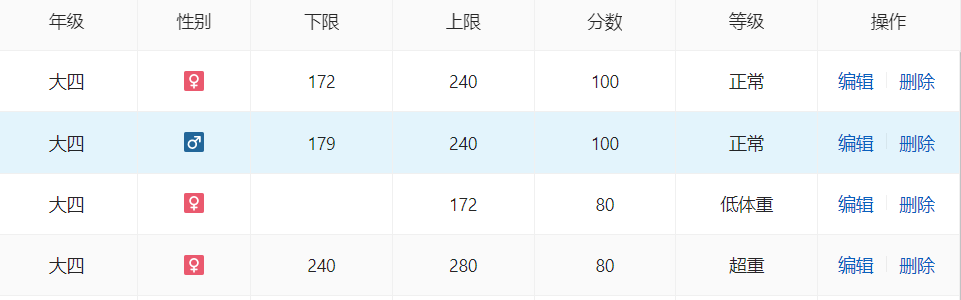 年级 性别 下限 上限 分数 等级 操作
大四 ♀ 172 240 100 正常 编辑 删除
大四 ♂ 179 240 100 正常 编辑 删除
大四 ♀ 172 80 低体重 编辑 删除
大四 ♀ 240 280 80 超重 编辑 删除